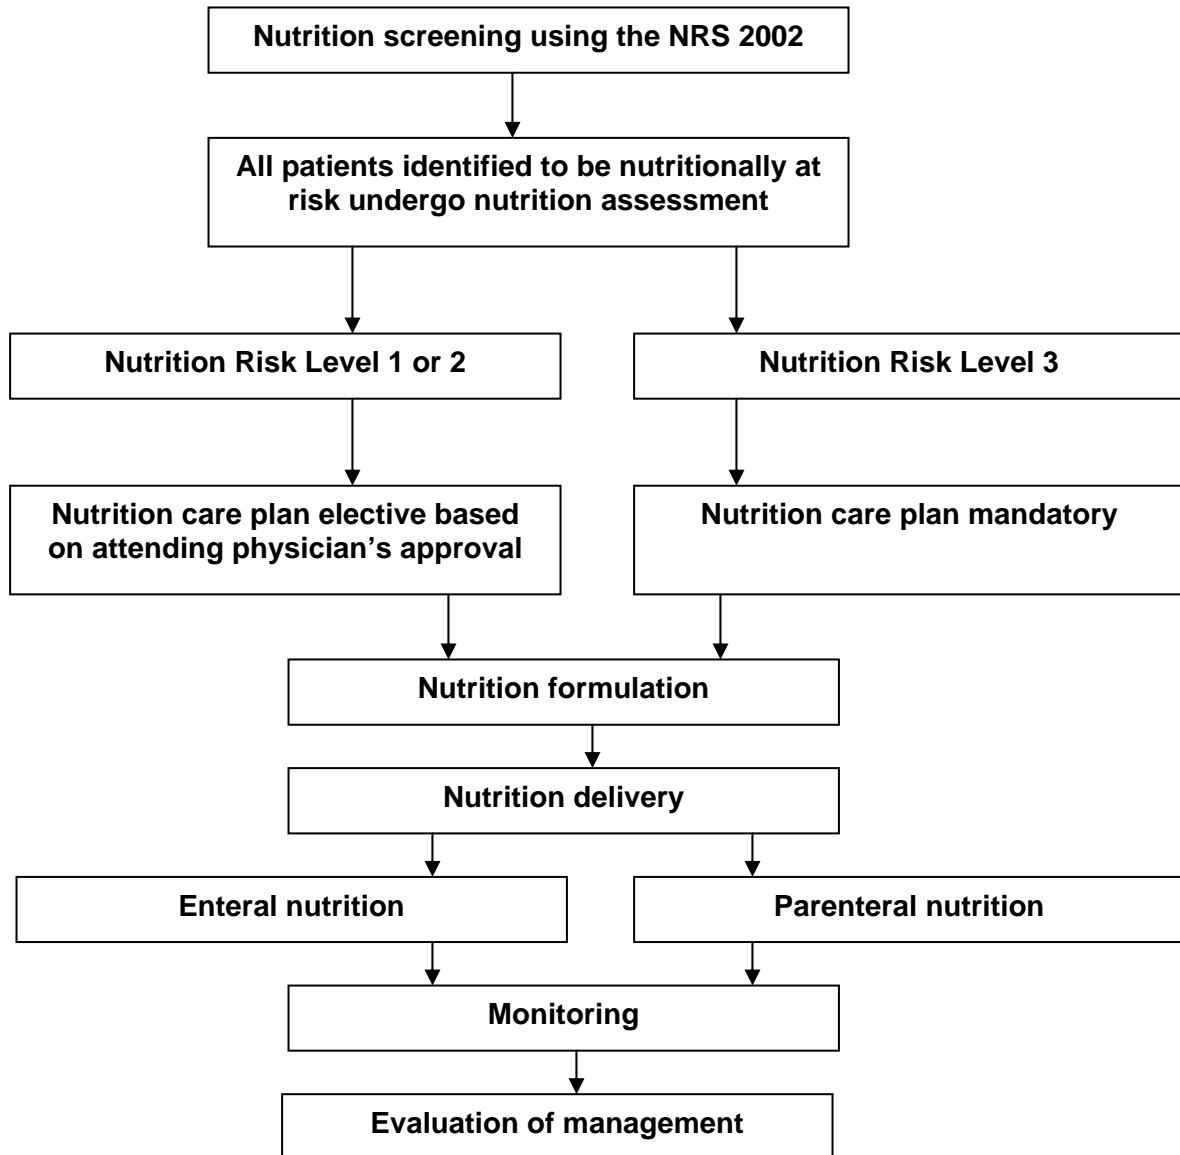 Nutrition screening using the NRS 2002
All patients identified to be nutritionally at
risk undergo nutrition assessment
Nutrition Risk Level 1 or 2
Nutrition Risk Level 3
Nutrition care plan elective based
on attending physician’s approval
Nutrition care plan mandatory
Nutrition formulation
Nutrition delivery
Enteral nutrition
Parenteral nutrition
Monitoring
Evaluation of management